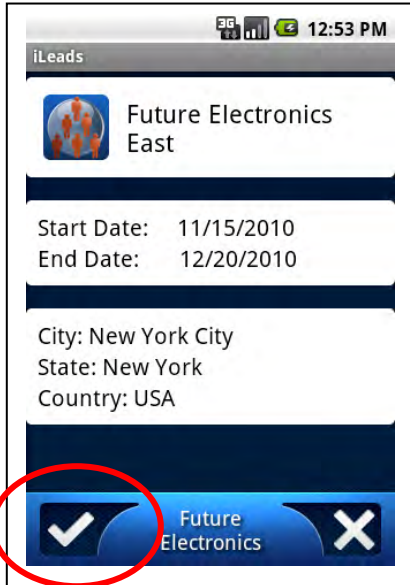 3G 12:53 PM
iLeads
Future Electronics
East
Start Date: 11/15/2010
End Date: 12/20/2010
City: New York City
State: New York
Country: USA
Future
Electronics